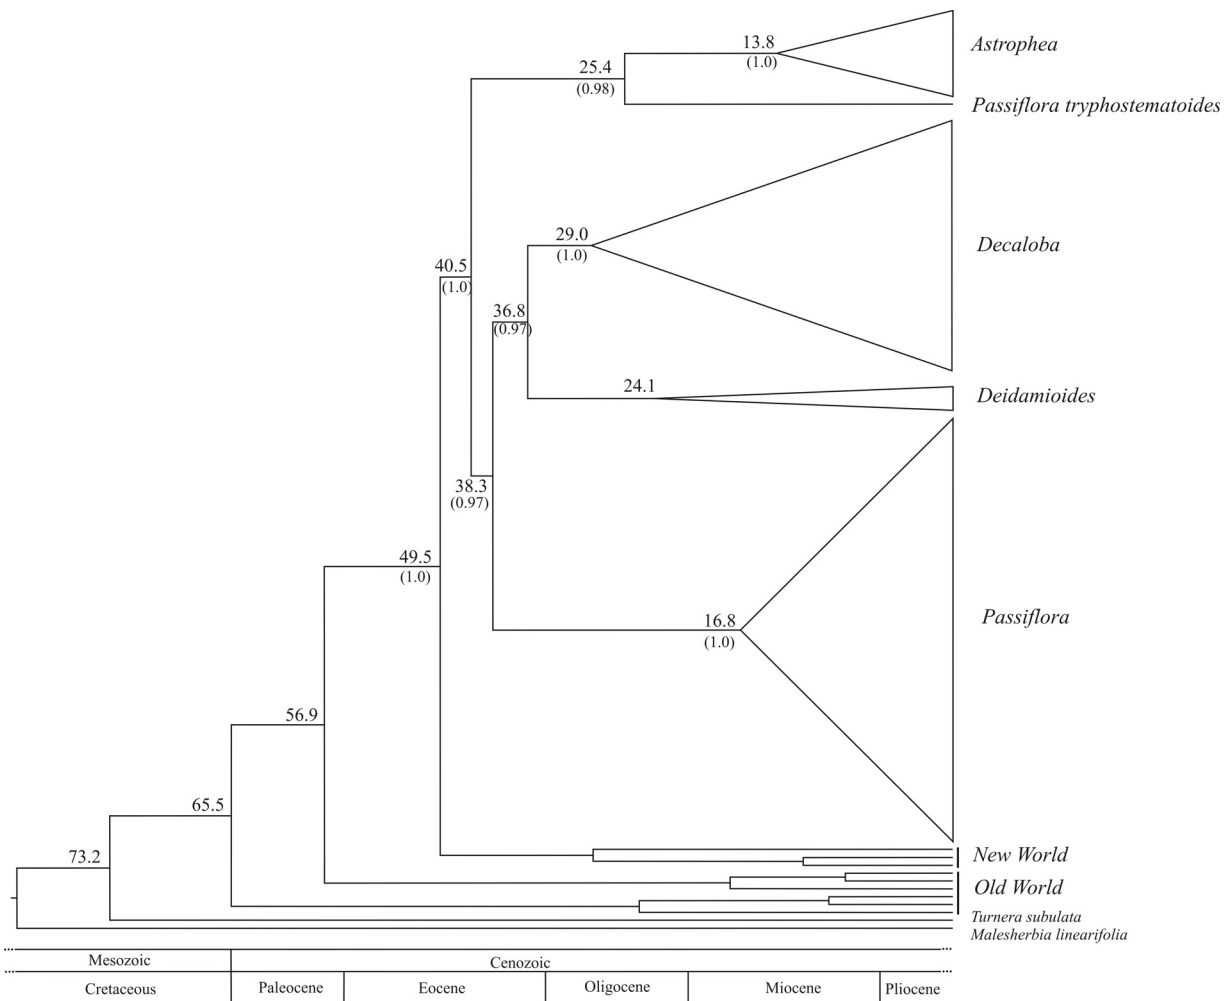 13.8
(1.0)
Astrophea
25.4
(0.98)
Passiflora tryphostematoides
29.0
(1.0)
Decaloba
40.5
(1.0)
36.8
(0.97)
24.1
Deidamioides
38.3
(0.97)
49.5
(1.0)
16.8
(1.0)
Passiflora
56.9
65.5
73.2
New World
Old World
Turnera subulata
Malesherbia linearifolia
Mesozoic Cenozoic
Cretaceous Paleocene Eocene Oligocene Miocene Pliocene